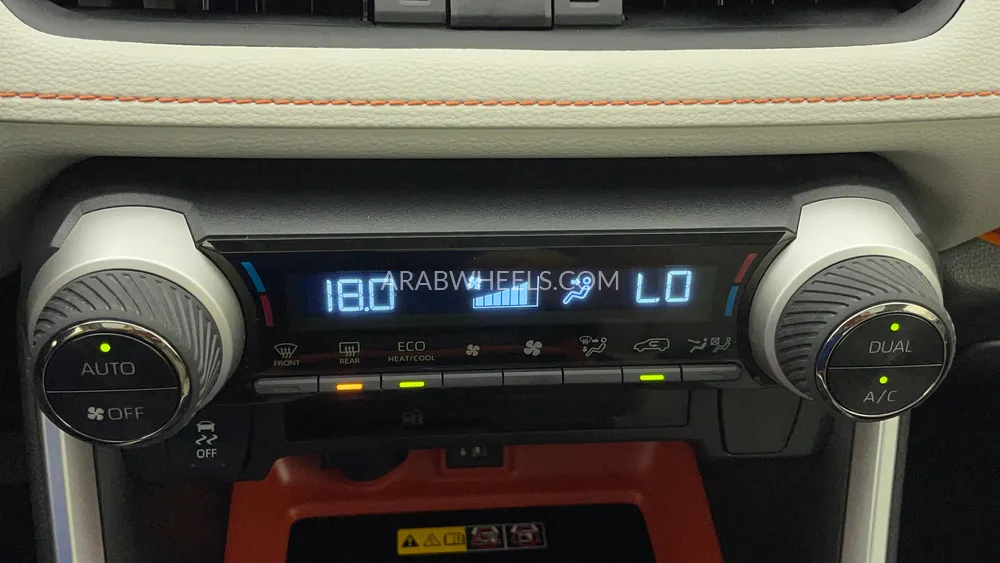 ARABWHEELS.COM
18.0
LO
FRONT
REAR
ECO
HEAT/COOL
AUTO
OFF
DUAL
A/C
OFF